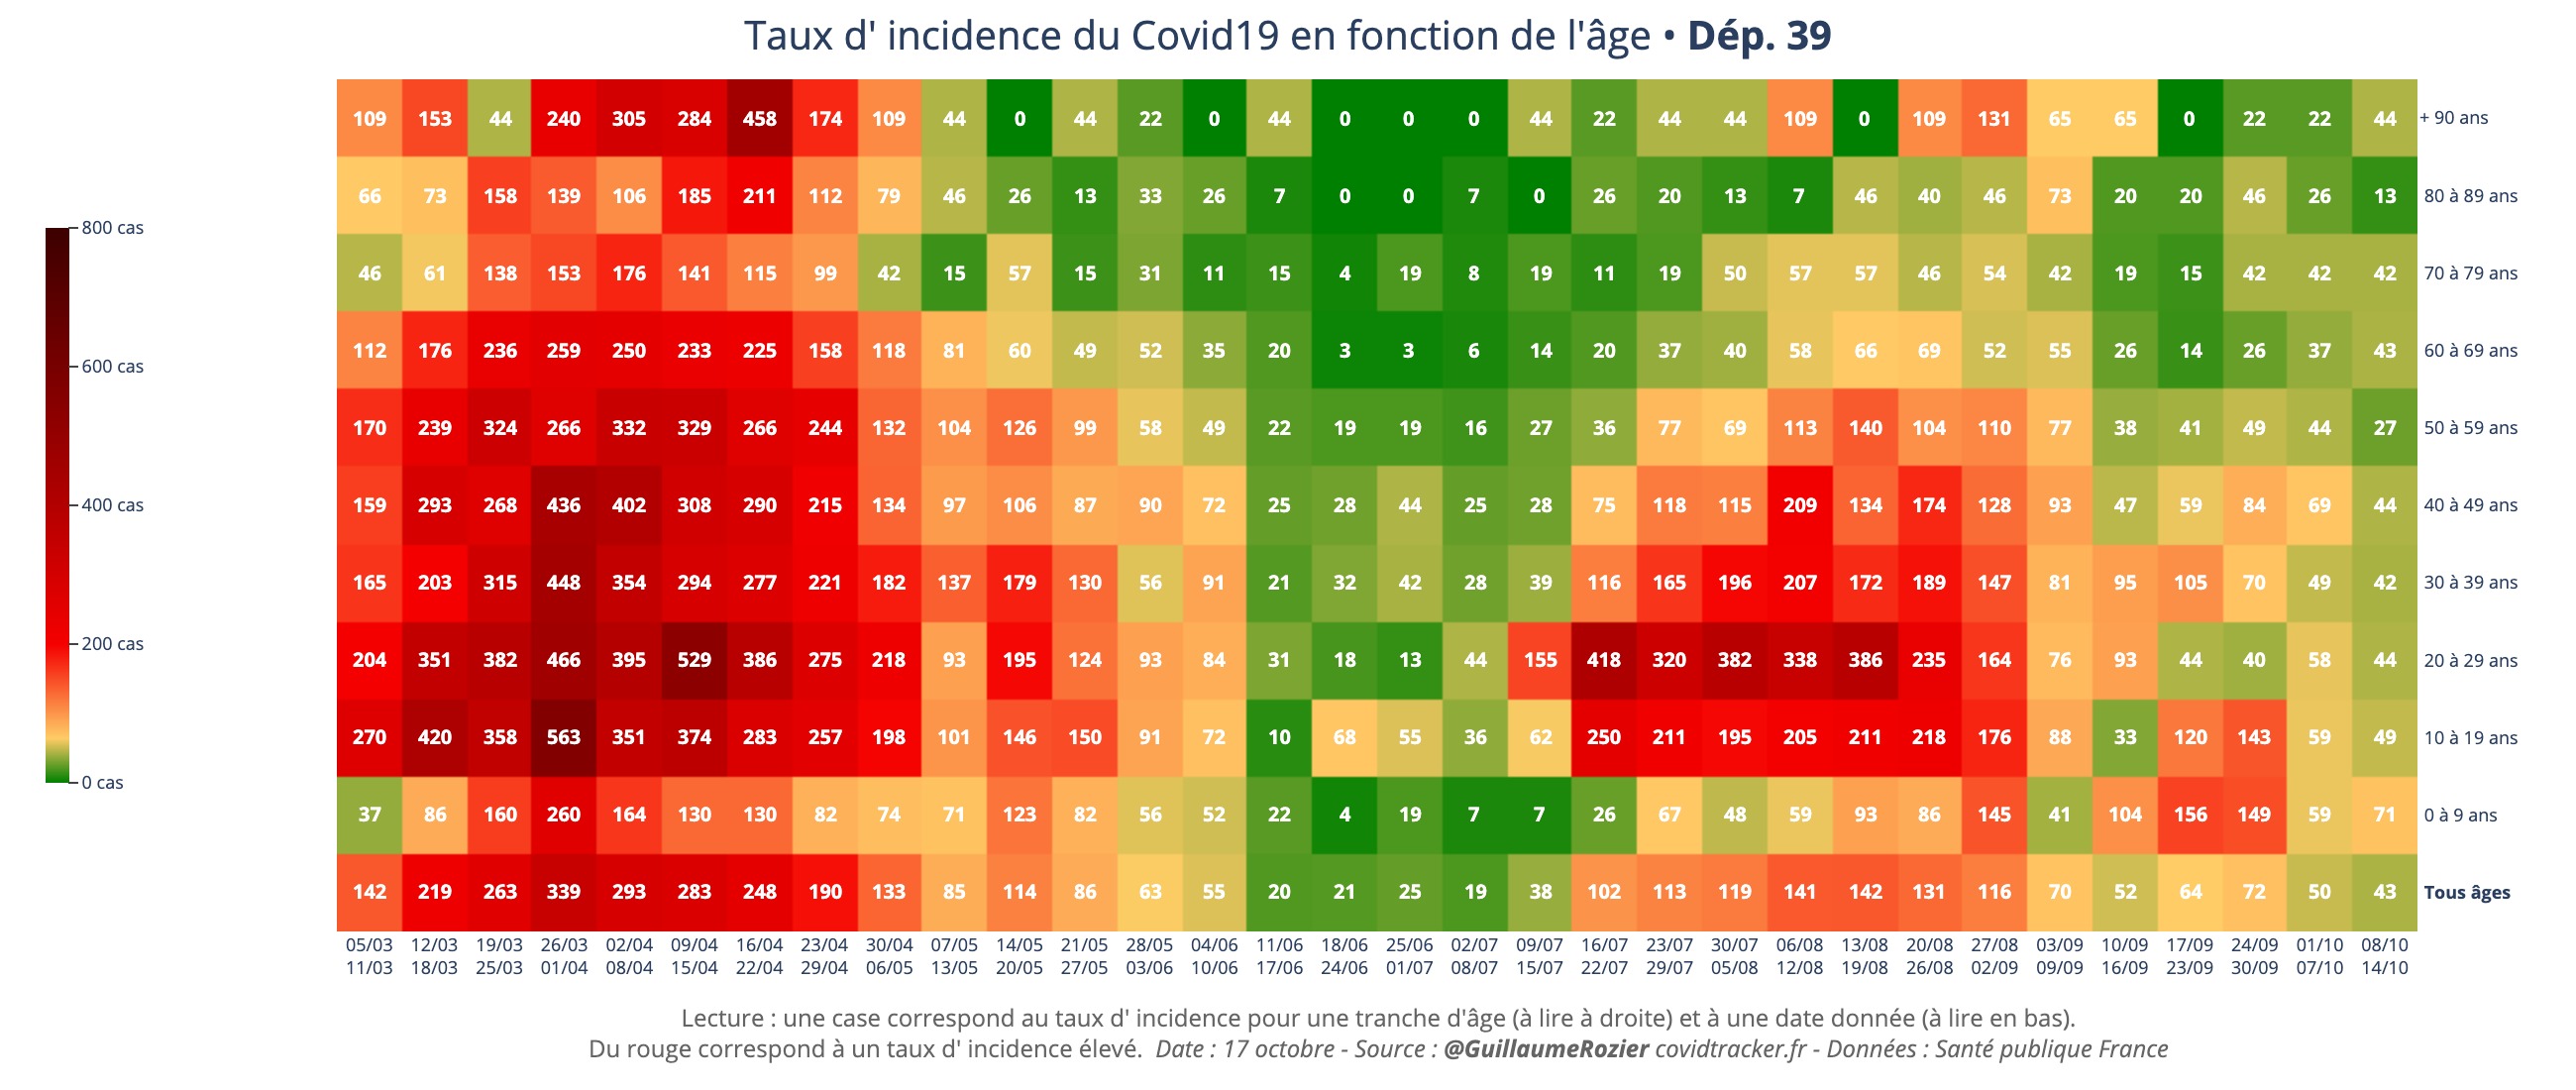 Taux d' incidence du Covid19 en fonction de l'âge • Dép. 39
800 cas
600 cas
400 cas
200 cas
0 cas
109 153 44 240 305 284 458 174 109 44 0 44 22 0 44 0 0 0 44 22 44 44 109 0 109 131 65 65 0 22 22 44 + 90 ans
66 73 158 139 106 185 211 112 79 46 26 13 33 26 7 0 0 7 0 26 20 13 7 46 40 46 73 20 20 46 26 13 80 à 89 ans
46 61 138 153 176 141 115 99 42 15 57 15 31 11 15 4 19 8 19 11 19 50 57 57 46 54 42 19 15 42 42 42 70 à 79 ans
112 176 236 259 250 233 225 158 118 81 60 49 52 35 20 3 3 6 14 20 37 40 58 66 69 52 55 26 14 26 37 43 60 à 69 ans
170 239 324 266 332 329 266 244 132 104 126 99 58 49 22 19 19 16 27 36 77 69 113 140 104 110 77 38 41 49 44 27 50 à 59 ans
159 293 268 436 402 308 290 215 134 97 106 87 90 72 25 28 44 25 28 75 118 115 209 134 174 128 93 47 59 84 69 44 40 à 49 ans
165 203 315 448 354 294 277 221 182 137 179 130 56 91 21 32 42 28 39 116 165 196 207 172 189 147 81 95 105 70 49 42 30 à 39 ans
204 351 382 466 395 529 386 275 218 93 195 124 93 84 31 18 13 44 155 418 320 382 338 386 235 164 76 93 44 40 58 44 20 à 29 ans
270 420 358 563 351 374 283 257 198 101 146 150 91 72 10 68 55 36 62 250 211 195 205 211 218 176 88 33 120 143 59 49 10 à 19 ans
37 86 160 260 164 130 130 82 74 71 123 82 56 52 22 4 19 7 7 26 67 48 59 93 86 145 41 104 156 149 59 71 0 à 9 ans
142 219 263 339 293 283 248 190 133 85 114 86 63 55 20 21 25 19 38 102 113 119 141 142 131 116 70 52 64 72 50 43 Tous âges
05/03 12/03 19/03 26/03 02/04 09/04 16/04 23/04 30/04 07/05 14/05 21/05 28/05 04/06 11/06 18/06 25/06 02/07 09/07 16/07 23/07 30/07 06/08 13/08 20/08 27/08 03/09 10/09 17/09 24/09 01/10 08/10
11/03 18/03 25/03 01/04 08/04 15/04 22/04 29/04 06/05 13/05 20/05 27/05 03/06 10/06 17/06 24/06 01/07 08/07 15/07 22/07 29/07 05/08 12/08 19/08 26/08 02/09 09/09 16/09 23/09 30/09 07/10 14/10
Lecture : une case correspond au taux d' incidence pour une tranche d'âge (à lire à droite) et à une date donnée (à lire en bas).
Du rouge correspond à un taux d' incidence élevé. Date : 17 octobre - Source : @GuillaumeRozier covidtracker.fr - Données : Santé publique France